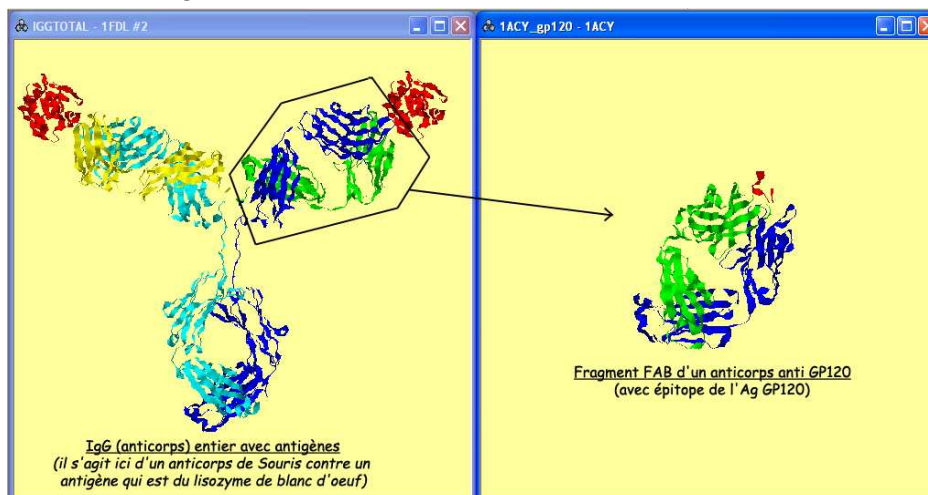 IGGTOTAL - 1FDL #2
1ACY_gp120 - 1ACY
IgG (anticorps) entier avec antigènes
(il s'agit ici d'un anticorps de Souris contre un
antigène qui est du lisozyme de blanc d'oeuf)
Fragment FAB d'un anticorps anti GP120
(avec épitope de l'Ag GP120)